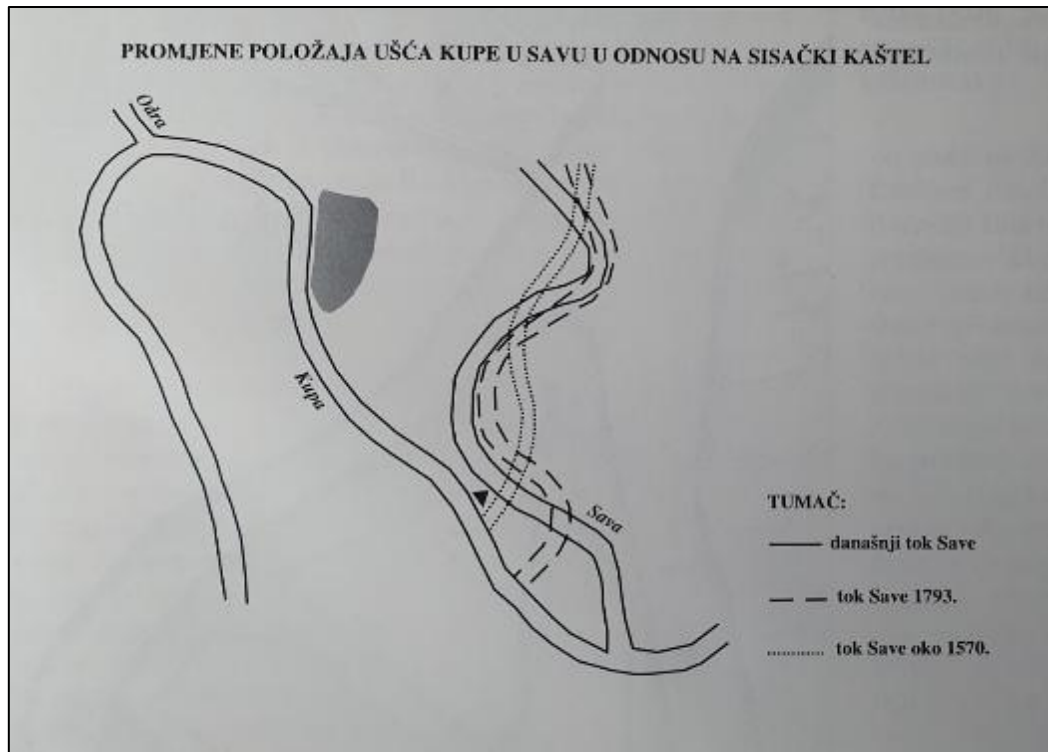 PROMJENE POLOŽAJA UŠĆA KUPE U SAVU U ODNOSU NA SISAČKI KAŠTEL
Odra
Kupa
Sava
TUMAČ:
današnji tok Save
tok Save 1793.
tok Save oko 1570.